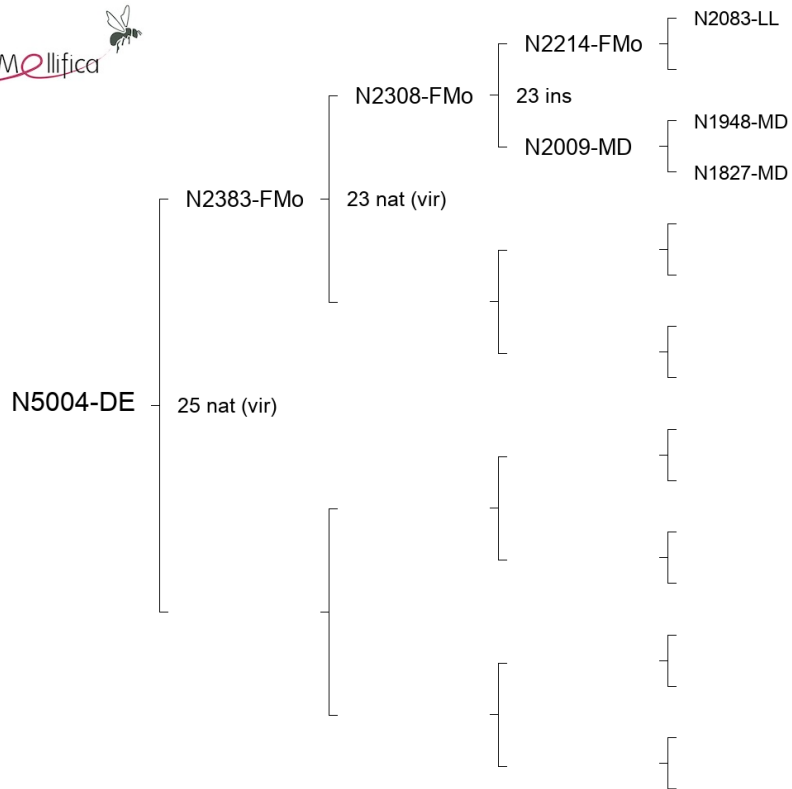 Mellifica
N2083-LL
N2214-FMo
N2308-FMo
23 ins
N1948-MD
N2009-MD
N1827-MD
N2383-FMo
23 nat (vir)
N5004-DE
25 nat (vir)